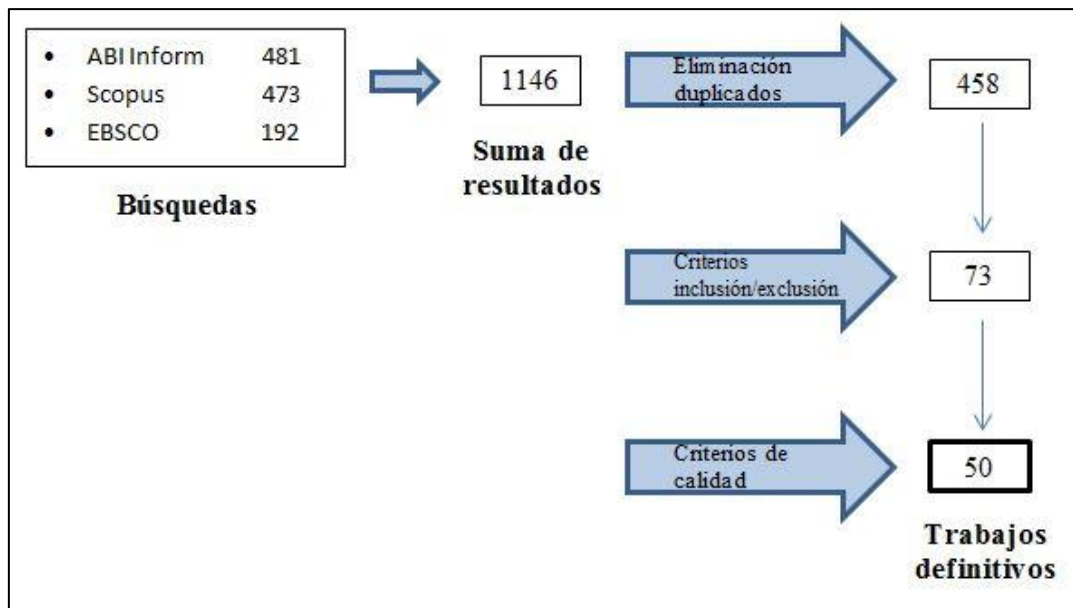 • ABI Inform 481
• Scopus 473
• EBSCO 192
Búsquedas
1146
Suma de
resultados
Eliminación
duplicados
458
Criterios
inclusión/exclusión
73
Criterios de
calidad
50
Trabajos
definitivos